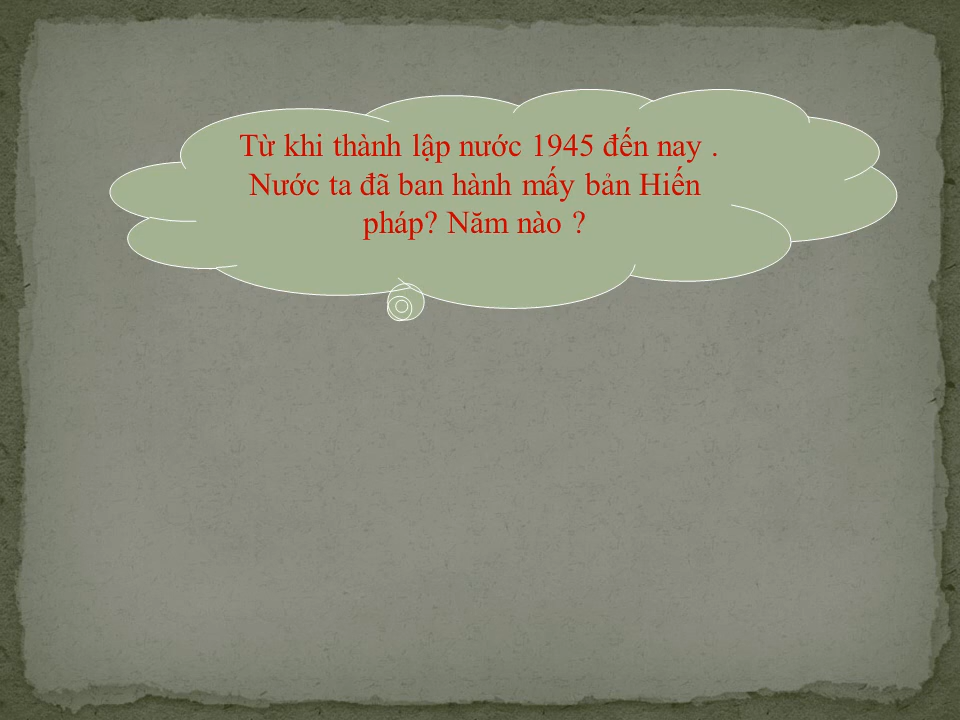 Từ khi thành lập nước 1945 đến nay .
Nước ta đã ban hành mấy bản Hiến
pháp? Năm nào ?